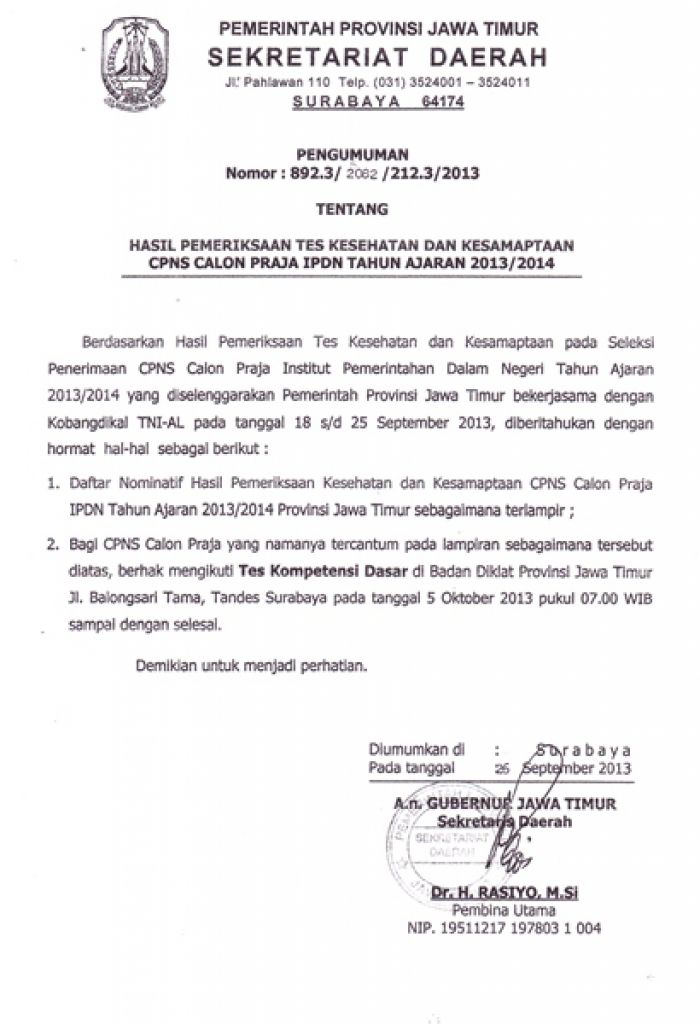 PEMERINTAH PROVINSI JAWA TIMUR
SEKRETARIAT DAERAH
Jl. Pahlawan 110 Telp. (031) 3524001 – 3524011
SURABAYA 64174
PENGUMUMAN
Nomor : 892.3/ 2082 /212.3/2013
TENTANG
HASIL PEMERIKSAAN TES KESEHATAN DAN KESAMAPTAAN
CPNS CALON PRAJA IPDN TAHUN AJARAN 2013/2014
Berdasarkan Hasil Pemeriksaan Tes Kesehatan dan Kesamaptaan pada Seleksi
Penerimaan CPNS Calon Praja Institut Pemerintahan Dalam Negeri Tahun Ajaran
2013/2014 yang diselenggarakan Pemerintah Provinsi Jawa Timur bekerjasama dengan
Kobangdikal TNI-AL pada tanggal 18 s/d 25 September 2013, diberitahukan dengan
hormat hal-hal sebagai berikut :
1. Daftar Nominatif Hasil Pemeriksaan Kesehatan dan Kesamaptaan CPNS Calon Praja
IPDN Tahun Ajaran 2013/2014 Provinsi Jawa Timur sebagaimana terlampir ;
2. Bagi CPNS Calon Praja yang namanya tercantum pada lampiran sebagaimana tersebut
diatas, berhak mengikuti Tes Kompetensi Dasar di Badan Diklat Provinsi Jawa Timur
Jl. Balongsari Tama, Tandes Surabaya pada tanggal 5 Oktober 2013 pukul 07.00 WIB
sampai dengan selesai.
Demikian untuk menjadi perhatian.
Diumumkan di : Surabaya
Pada tanggal 26 September 2013
A.n. GUBERNUR JAWA TIMUR
Sekretaris Daerah
SEKRETARIAT
DAERAH
Dr. H. RASIYO, M.Si
Pembina Utama
NIP. 19511217 197803 1 004